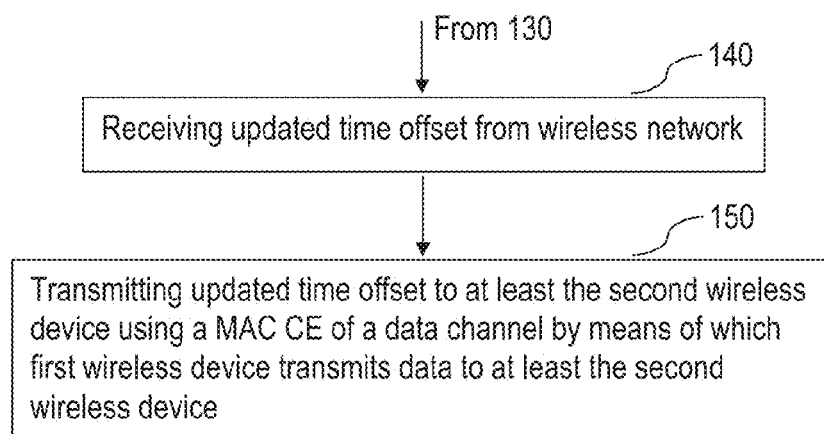 From 130
140
Receiving updated time offset from wireless network
150
Transmitting updated time offset to at least the second wireless
device using a MAC CE of a data channel by means of which
first wireless device transmits data to at least the second
wireless device